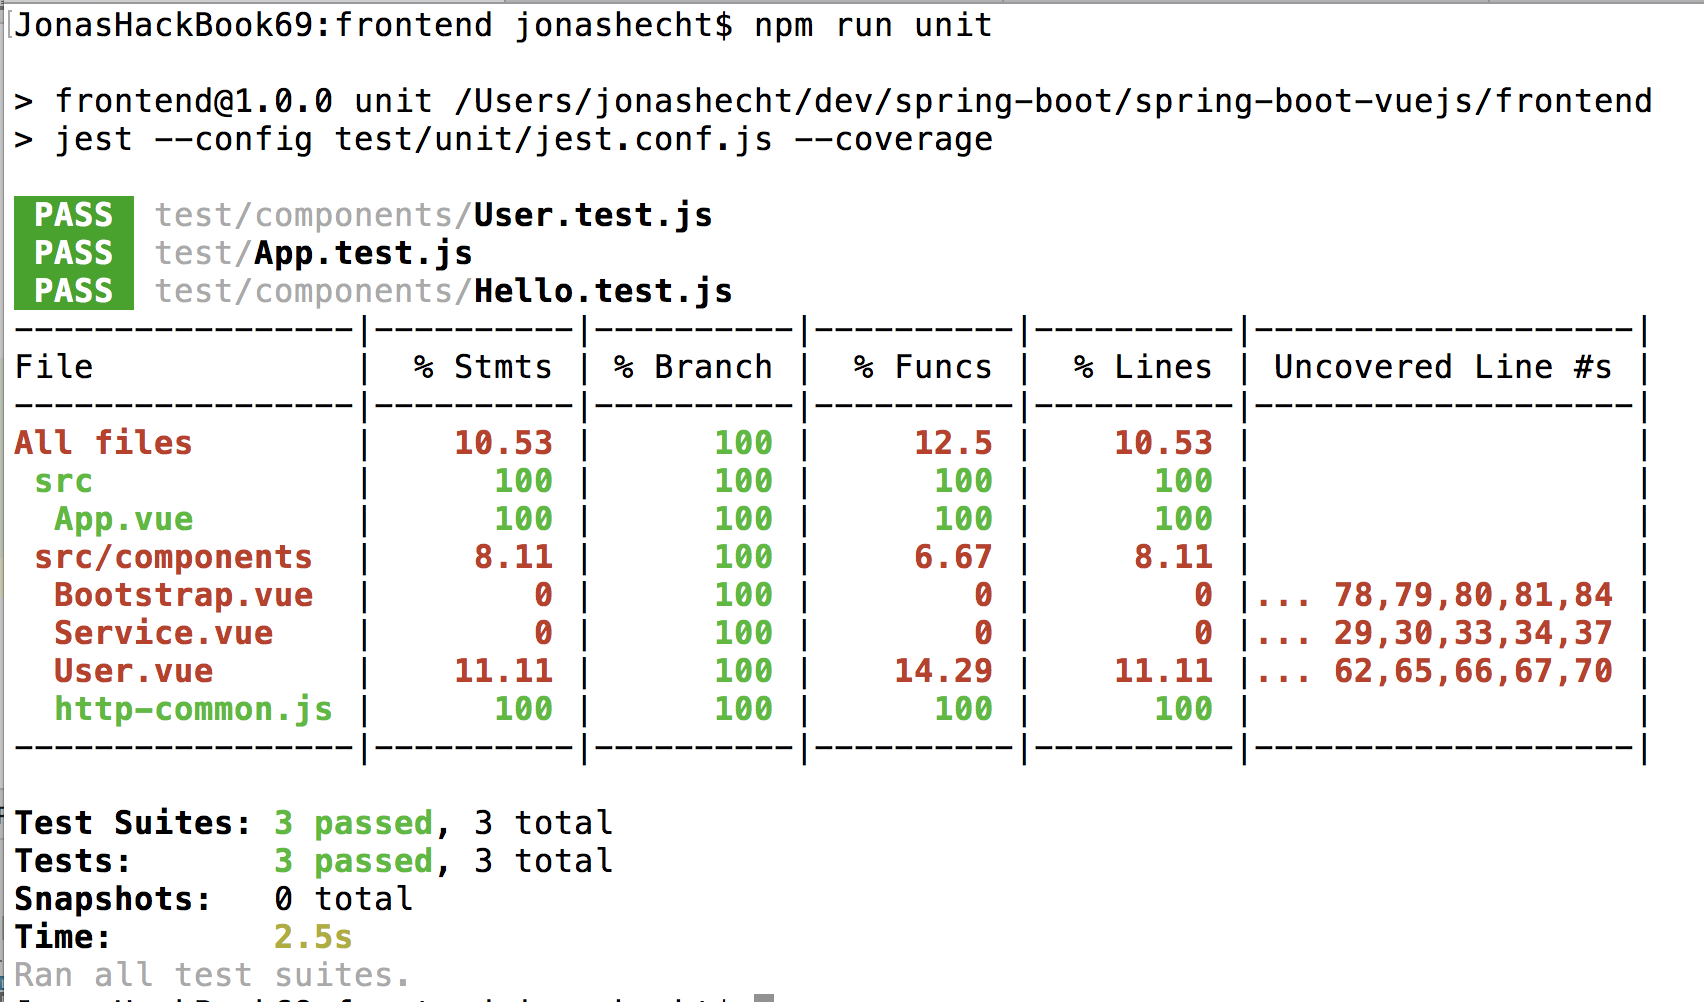 JonasHackBook69:frontend jonashecht$ npm run unit
> frontend@1.0.0 unit /Users/jonashecht/dev/spring-boot/spring-boot-vuejs/frontend
> jest --config test/unit/jest.conf.js --coverage
PASS test/components/User.test.js
PASS test/App.test.js
PASS test/components/Hello.test.js
-----------------|----------|----------|----------|----------|-------------------|
File             |  % Stmts | % Branch |  % Funcs |  % Lines | Uncovered Line #s |
-----------------|----------|----------|----------|----------|-------------------|
All files        |    10.53 |      100 |     12.5 |    10.53 |                   |
 src             |      100 |      100 |      100 |      100 |                   |
  App.vue        |      100 |      100 |      100 |      100 |                   |
 src/components  |     8.11 |      100 |     6.67 |     8.11 |                   |
  Bootstrap.vue  |        0 |      100 |        0 |        0 |... 78,79,80,81,84 |
  Service.vue    |        0 |      100 |        0 |        0 |... 29,30,33,34,37 |
  User.vue       |    11.11 |      100 |    14.29 |    11.11 |... 62,65,66,67,70 |
  http-common.js |      100 |      100 |      100 |      100 |                   |
-----------------|----------|----------|----------|----------|-------------------|
Test Suites: 3 passed, 3 total
Tests:       3 passed, 3 total
Snapshots:   0 total
Time:        2.5s
Ran all test suites.